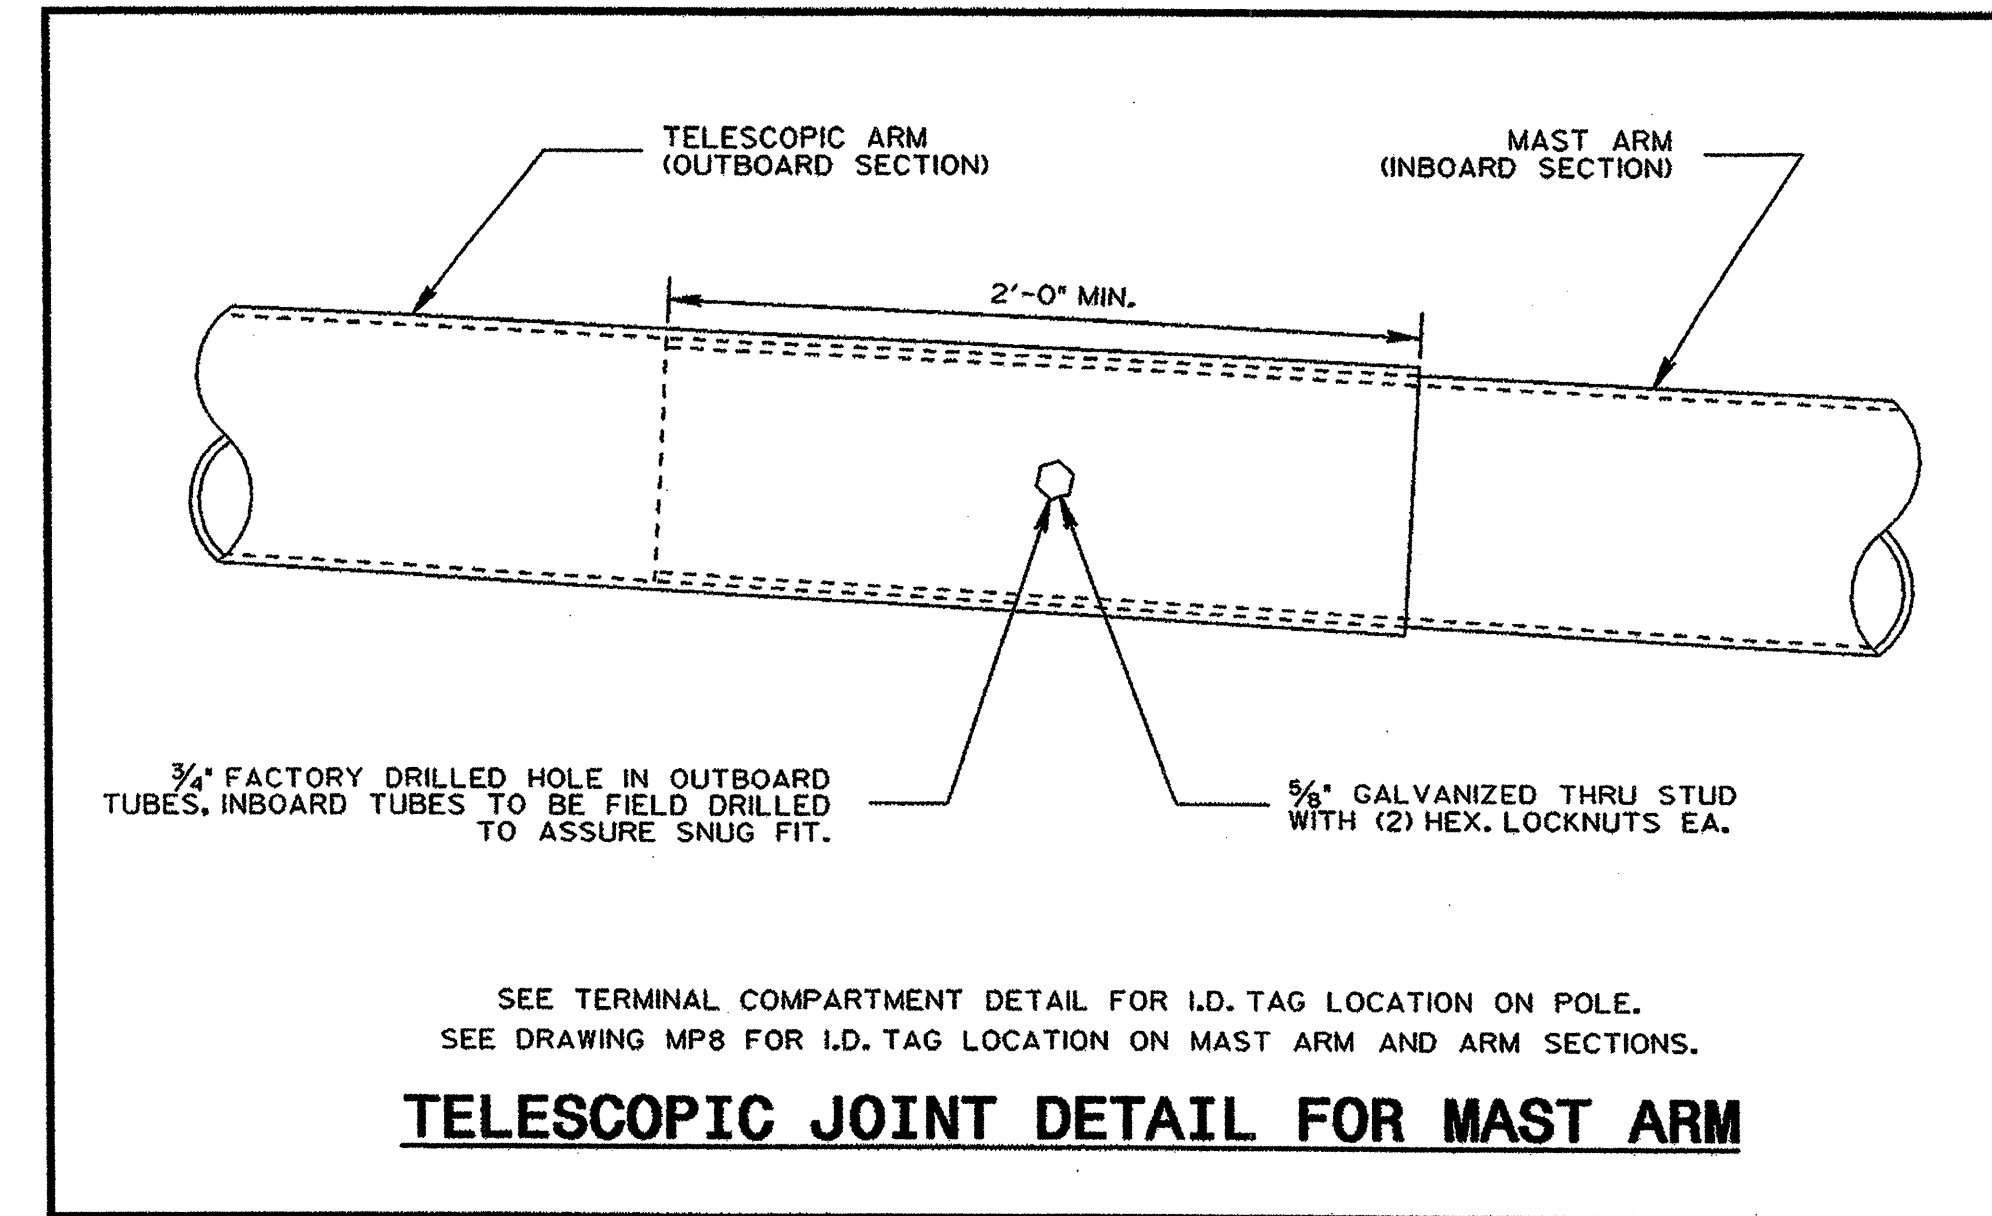 TELESCOPIC ARM
(OUTBOARD SECTION)
MAST ARM
(INBOARD SECTION)
2'-0" MIN.
3/4" FACTORY DRILLED HOLE IN OUTBOARD
TUBES, INBOARD TUBES TO BE FIELD DRILLED
TO ASSURE SNUG FIT.
5/8" GALVANIZED THRU STUD
WITH (2) HEX. LOCKNUTS EA.
SEE TERMINAL COMPARTMENT DETAIL FOR I.D. TAG LOCATION ON POLE.
SEE DRAWING MP8 FOR I.D. TAG LOCATION ON MAST ARM AND ARM SECTIONS.
TELESCOPIC JOINT DETAIL FOR MAST ARM